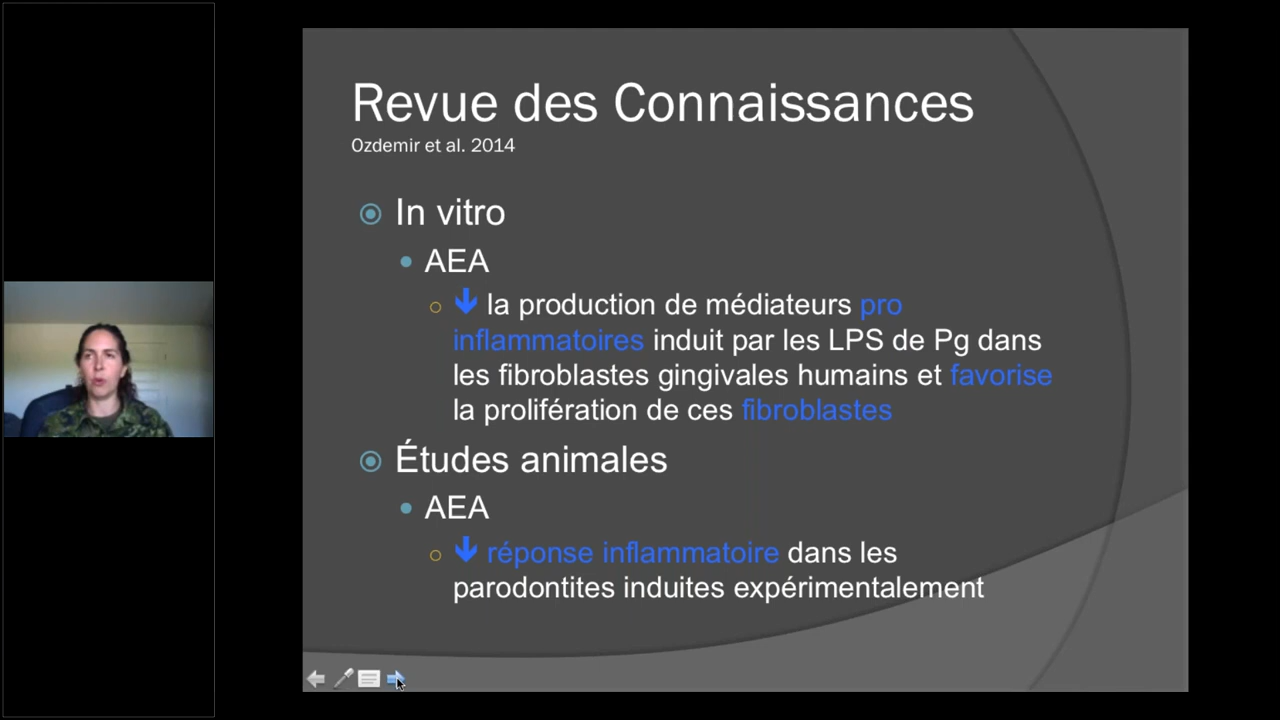 Revue des Connaissances
Ozdemir et al. 2014
In vitro
AEA
la production de médiateurs pro
inflammatoires induit par les LPS de Pg dans
les fibroblastes gingivales humains et favorise
la prolifération de ces fibroblastes
Études animales
AEA
réponse inflammatoire dans les
parodontites induites expérimentalement